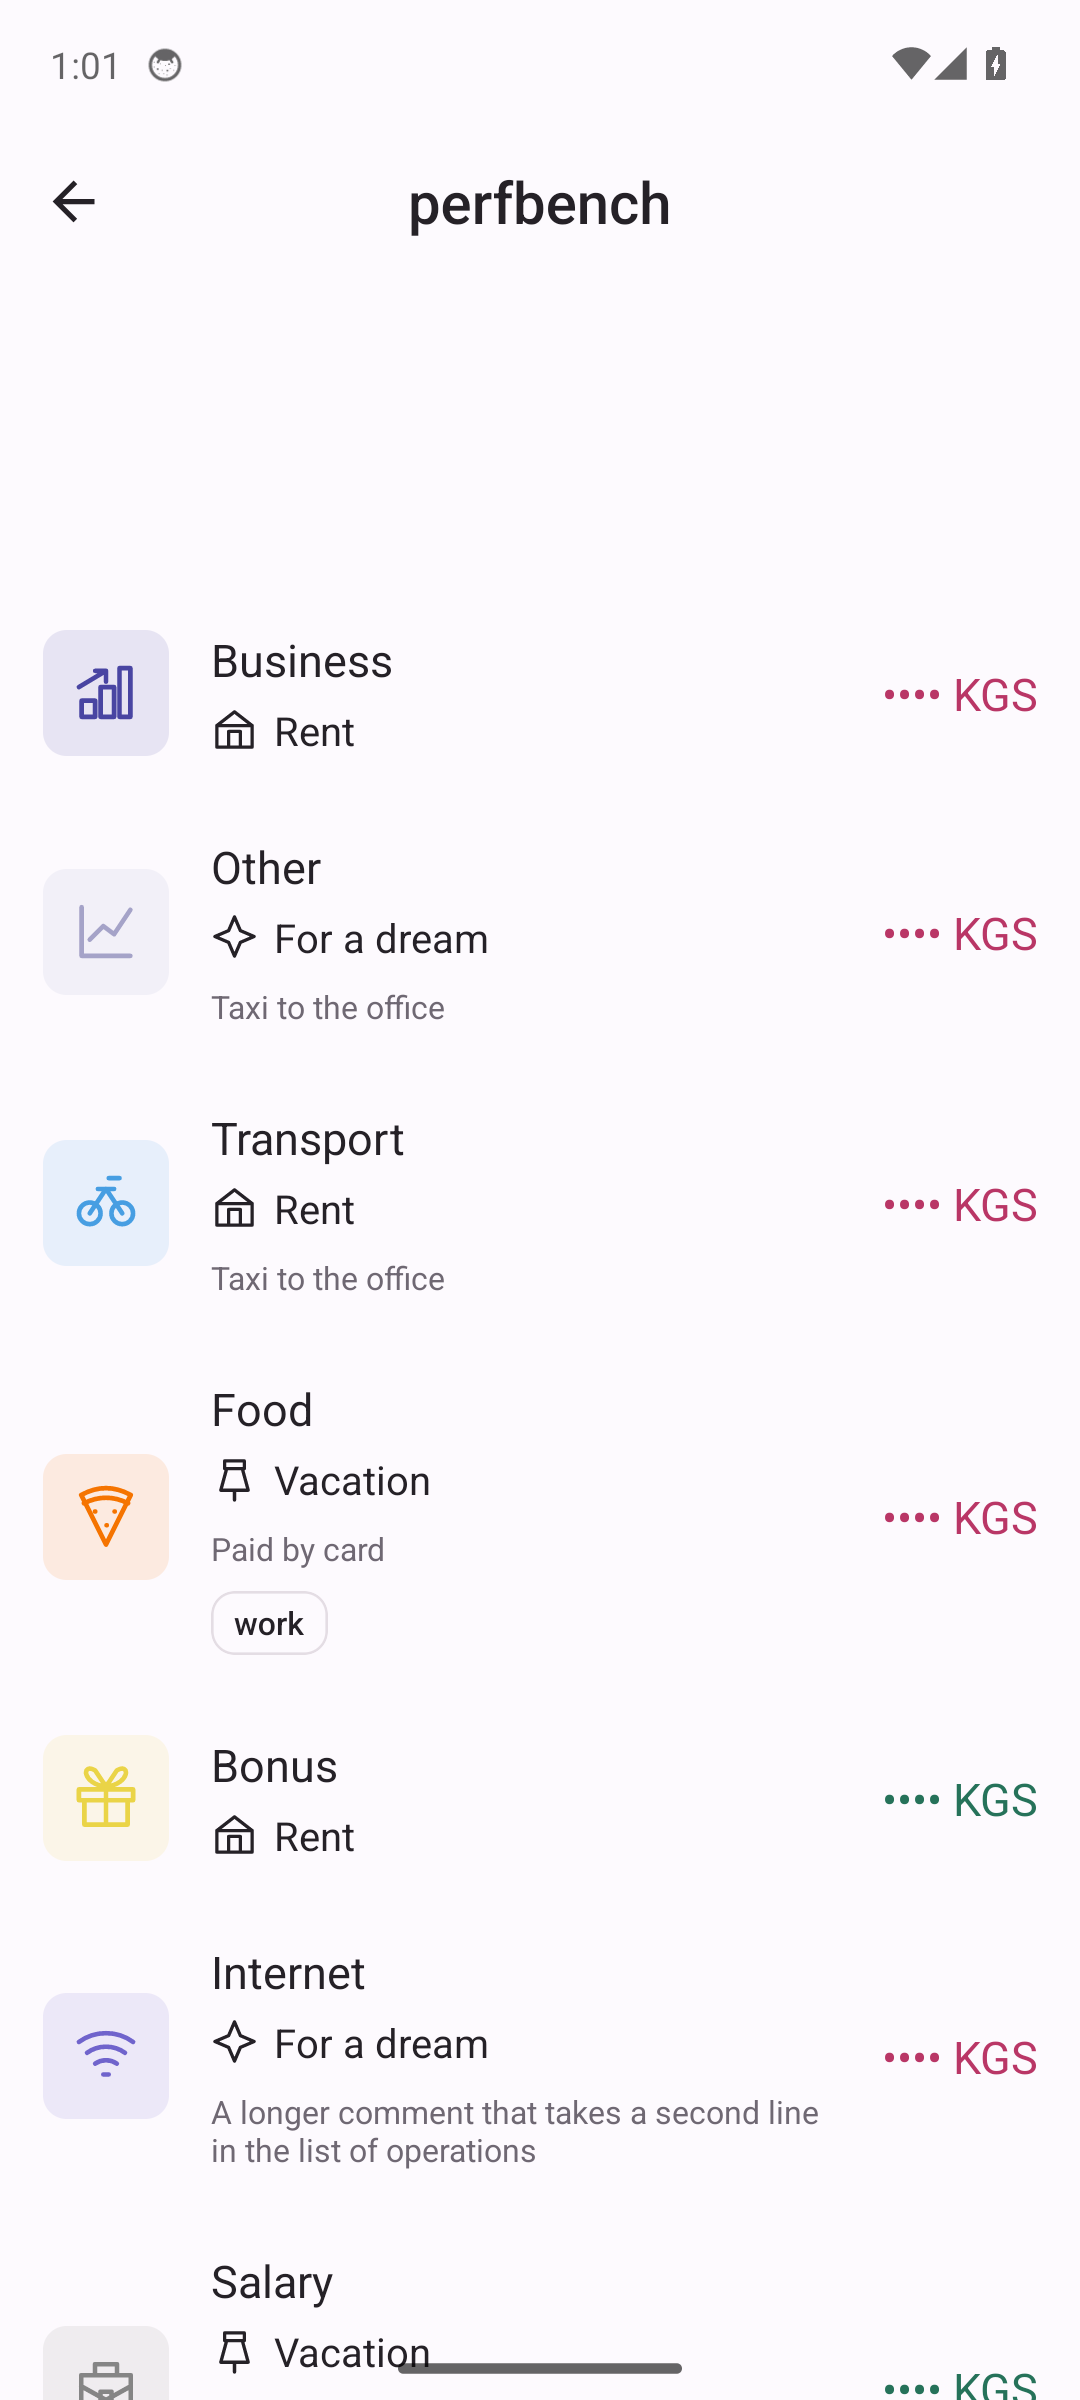 1:01
perfbench
Business
Rent
•••• KGS
Other
For a dream
Taxi to the office
•••• KGS
Transport
Rent
Taxi to the office
•••• KGS
Food
Vacation
Paid by card
work
•••• KGS
Bonus
Rent
•••• KGS
Internet
For a dream
A longer comment that takes a second line
in the list of operations
•••• KGS
Salary
Vacation
•••• KGS